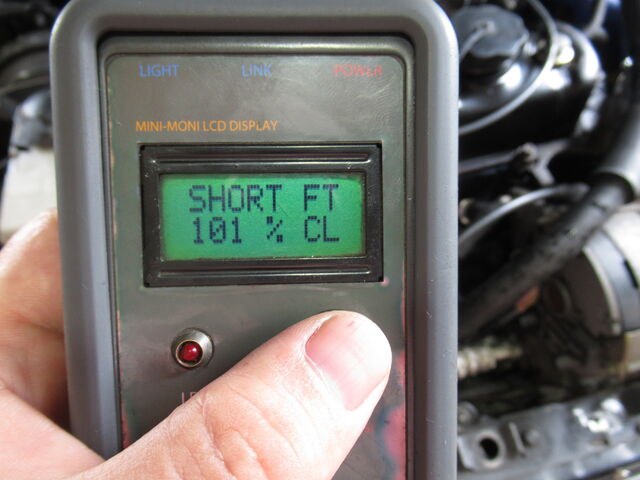 LIGHT LINK POWER
MINI-MONI LCD DISPLAY
SHORT FT
101 % CL